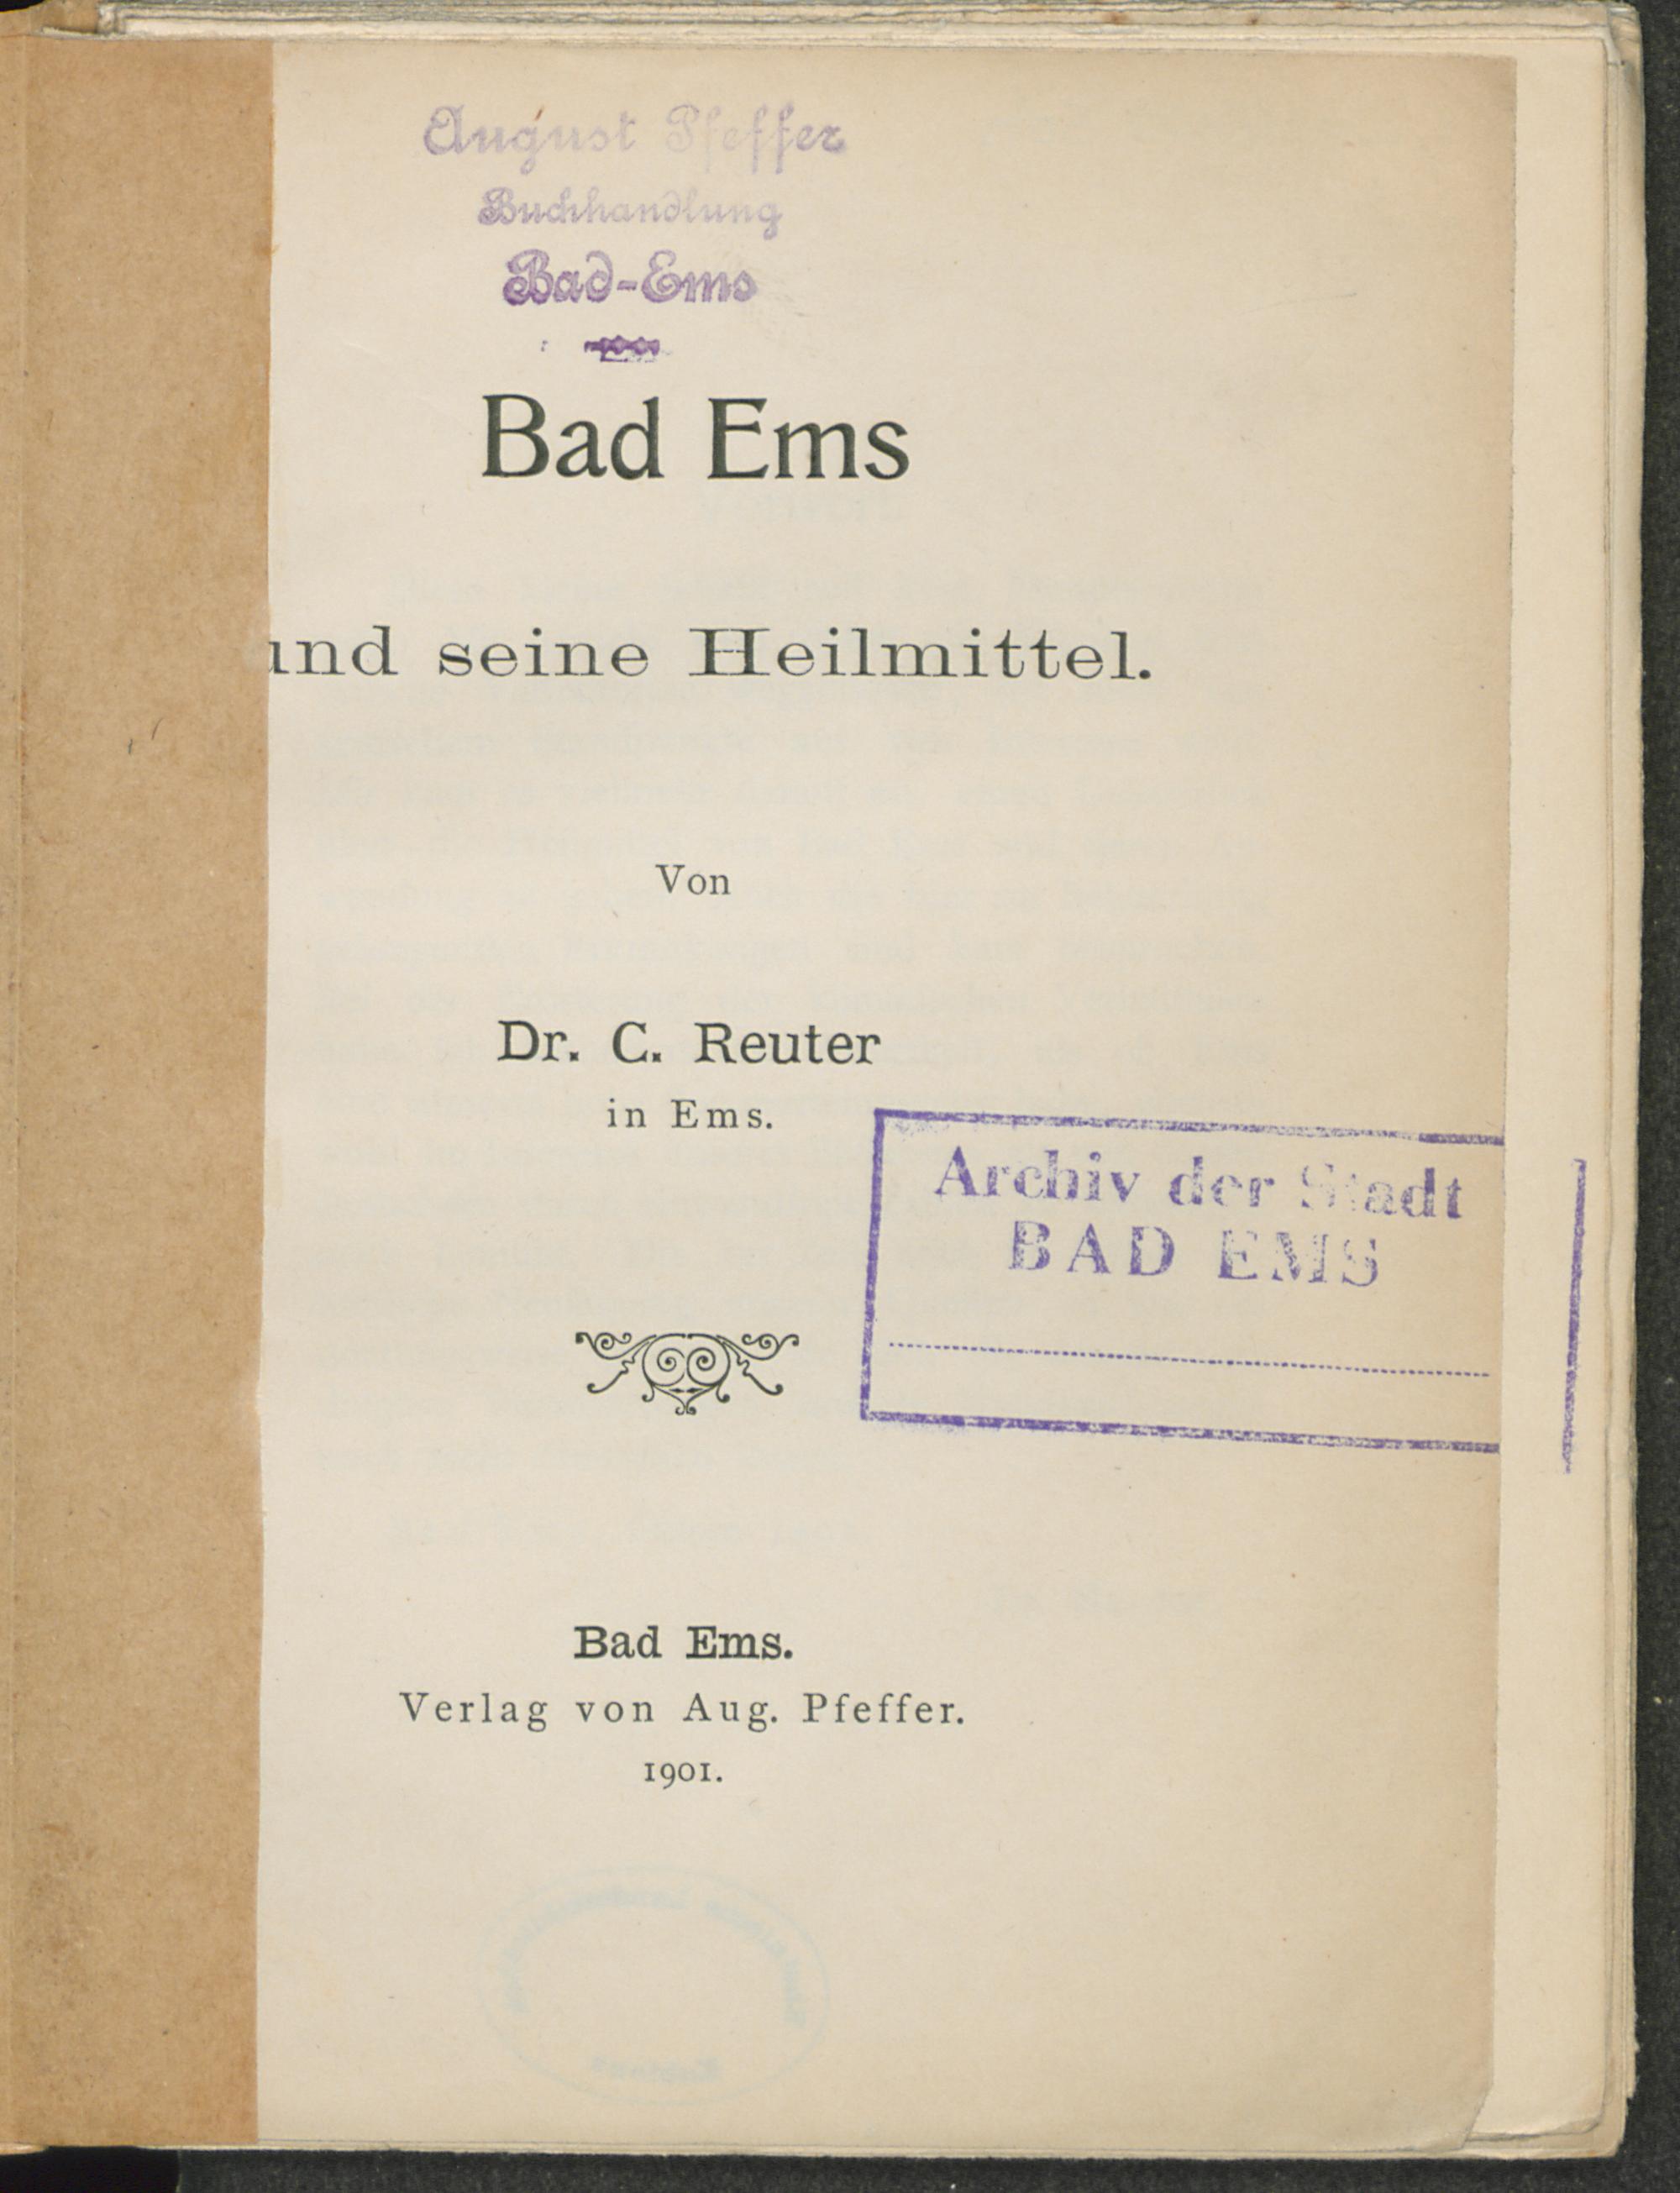 August Pfeffer
Buchhandlung
Bad-Ems
Bad Ems
und seine Heilmittel.
Von
Dr. C. Reuter
in Ems.
Archiv der Stadt
BAD EMS
Bad Ems.
Verlag von Aug. Pfeffer.
1901.